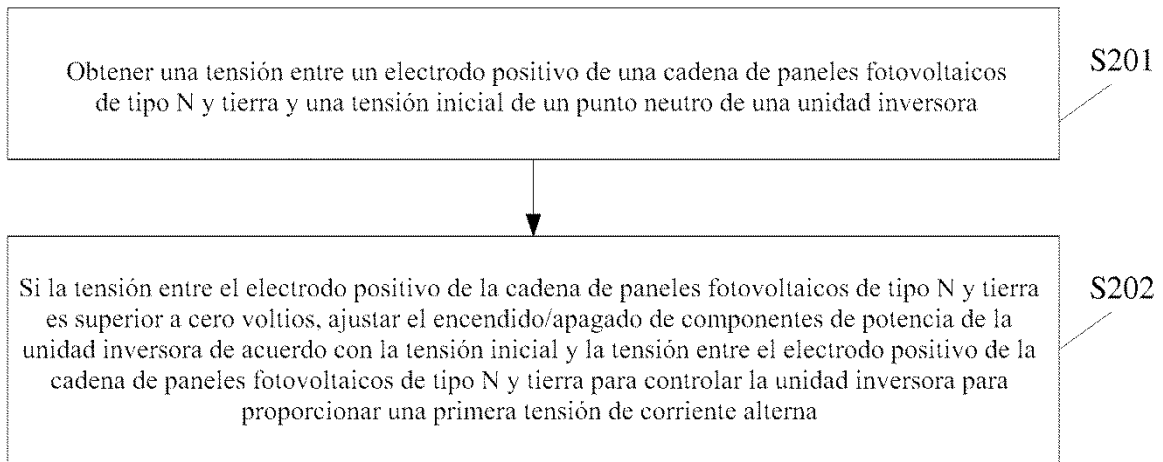 Obtener una tensión entre un electrodo positivo de una cadena de paneles fotovoltaicos
de tipo N y tierra y una tensión inicial de un punto neutro de una unidad inversora
S201
Si la tensión entre el electrodo positivo de la cadena de paneles fotovoltaicos de tipo N y tierra
es superior a cero voltios, ajustar el encendido/apagado de componentes de potencia de la
unidad inversora de acuerdo con la tensión inicial y la tensión entre el electrodo positivo de la
cadena de paneles fotovoltaicos de tipo N y tierra para controlar la unidad inversora para
proporcionar una primera tensión de corriente alterna
S202